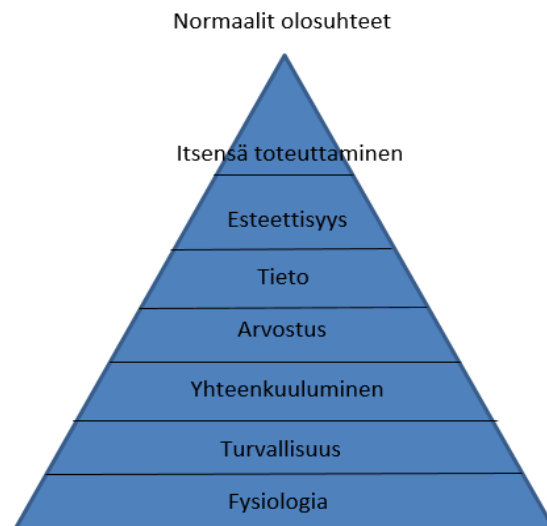 Normaalit olosuhteet
Itsensä toteuttaminen
Esteettisyys
Tieto
Arvostus
Yhteenkuuluminen
Turvallisuus
Fysiologia